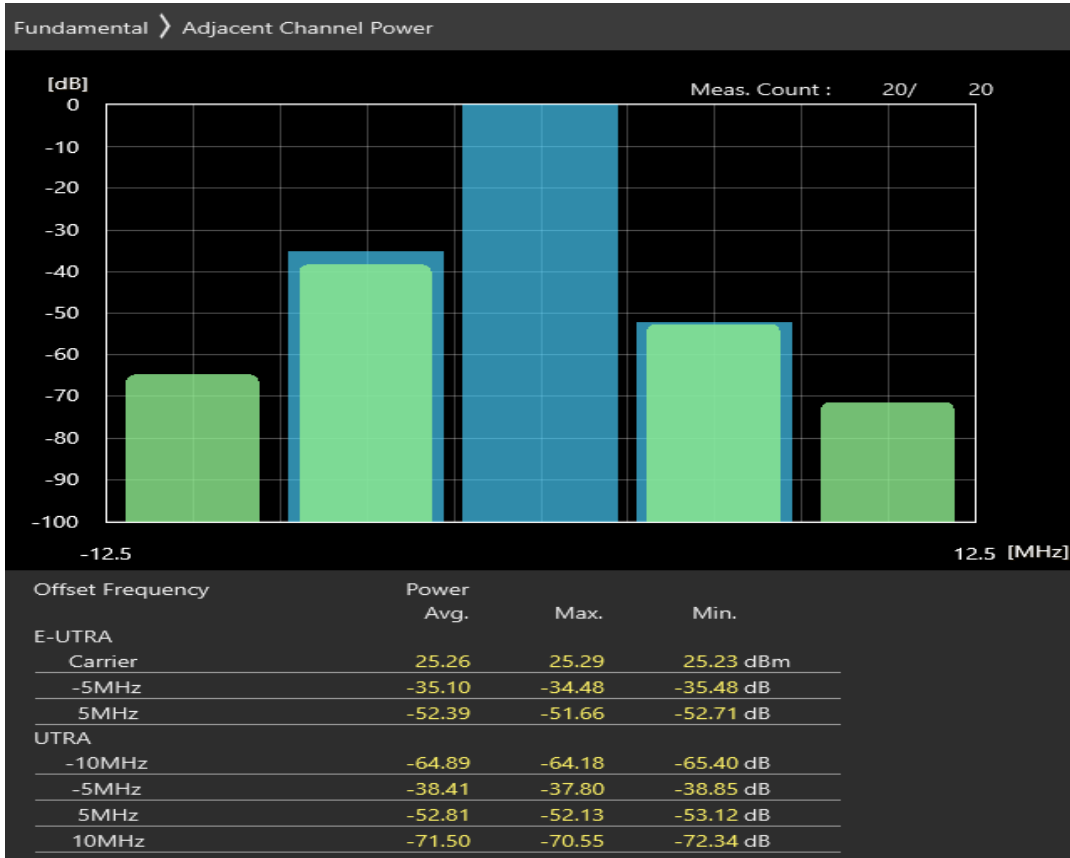 Fundamental 〉 Adjacent Channel Power
[dB]
Meas. Count : 20/ 20
0
-10
-20
-30
-40
-50
-60
-70
-80
-90
-100
-12.5 12.5 [MHz]
Offset Frequency Power
Avg. Max. Min.
E-UTRA
Carrier 25.26 25.29 25.23 dBm
-5MHz -35.10 -34.48 -35.48 dB
5MHz -52.39 -51.66 -52.71 dB
UTRA
-10MHz -64.89 -64.18 -65.40 dB
-5MHz -38.41 -37.80 -38.85 dB
5MHz -52.81 -52.13 -53.12 dB
10MHz -71.50 -70.55 -72.34 dB